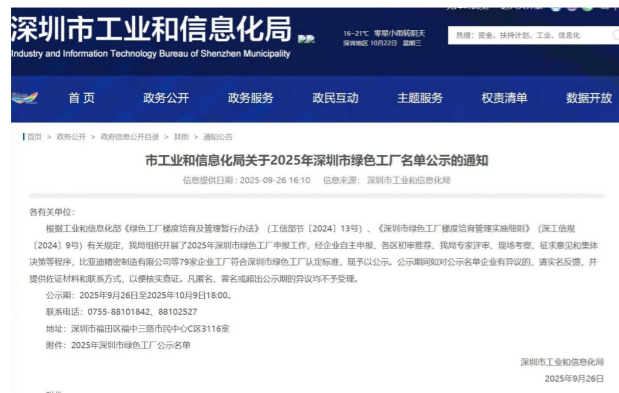 深圳市工业和信息化局
Industry and Information Technology Bureau of Shenzhen Municipality
16-21℃ 零星小雨转阴天
深圳地区 10月22日 星期三
热搜：资金、扶持计划、工业、信息化
首页 政务公开 政务服务 政民互动 主题服务 权责清单 数据开放
首页 > 政务公开 > 政府信息公开目录 > 其他 > 通知公告
市工业和信息化局关于2025年深圳市绿色工厂名单公示的通知
信息提供日期：2025-09-26 16:10 信息来源：深圳市工业和信息化局
各有关单位：
根据工业和信息化部《绿色工厂梯度培育及管理暂行办法》（工信部节〔2024〕13号）、《深圳市绿色工厂梯度培育管理实施细则》（深工信规
〔2024〕9号）有关规定，我局组织开展了2025年深圳市绿色工厂申报工作，经企业自主申报、各区初审推荐、我局专家评审、现场考察、征求意见和集体
决策等程序，比亚迪精密制造有限公司等79家企业工厂符合深圳市绿色工厂认定标准，现予以公示。公示期间如对公示名单企业有异议的，请实名反馈，并
提供佐证材料和联系方式，以便核实查证。凡匿名、冒名或超出公示期的异议均不予受理。
公示期：2025年9月26日至2025年10月9日18:00。
联系电话：0755-88101842、88102527
地址：深圳市福田区福中三路市民中心C区3116室
附件：2025年深圳市绿色工厂公示名单
深圳市工业和信息化局
2025年9月26日